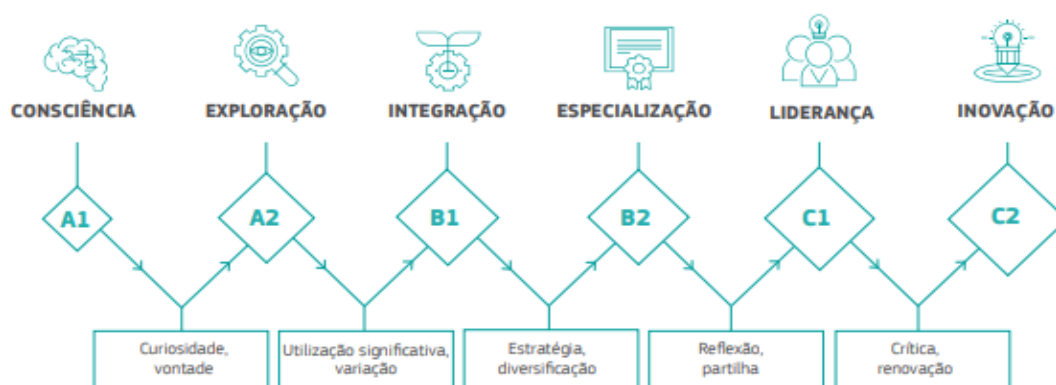 CONSCIÊNCIA
EXPLORAÇÃO
INTEGRAÇÃO
ESPECIALIZAÇÃO
LIDERANÇA
INOVAÇÃO
A1
A2
B1
B2
C1
C2
Curiosidade,
vontade
Utilização significativa,
variação
Estratégia,
diversificação
Reflexão,
partilha
Crítica,
renovação